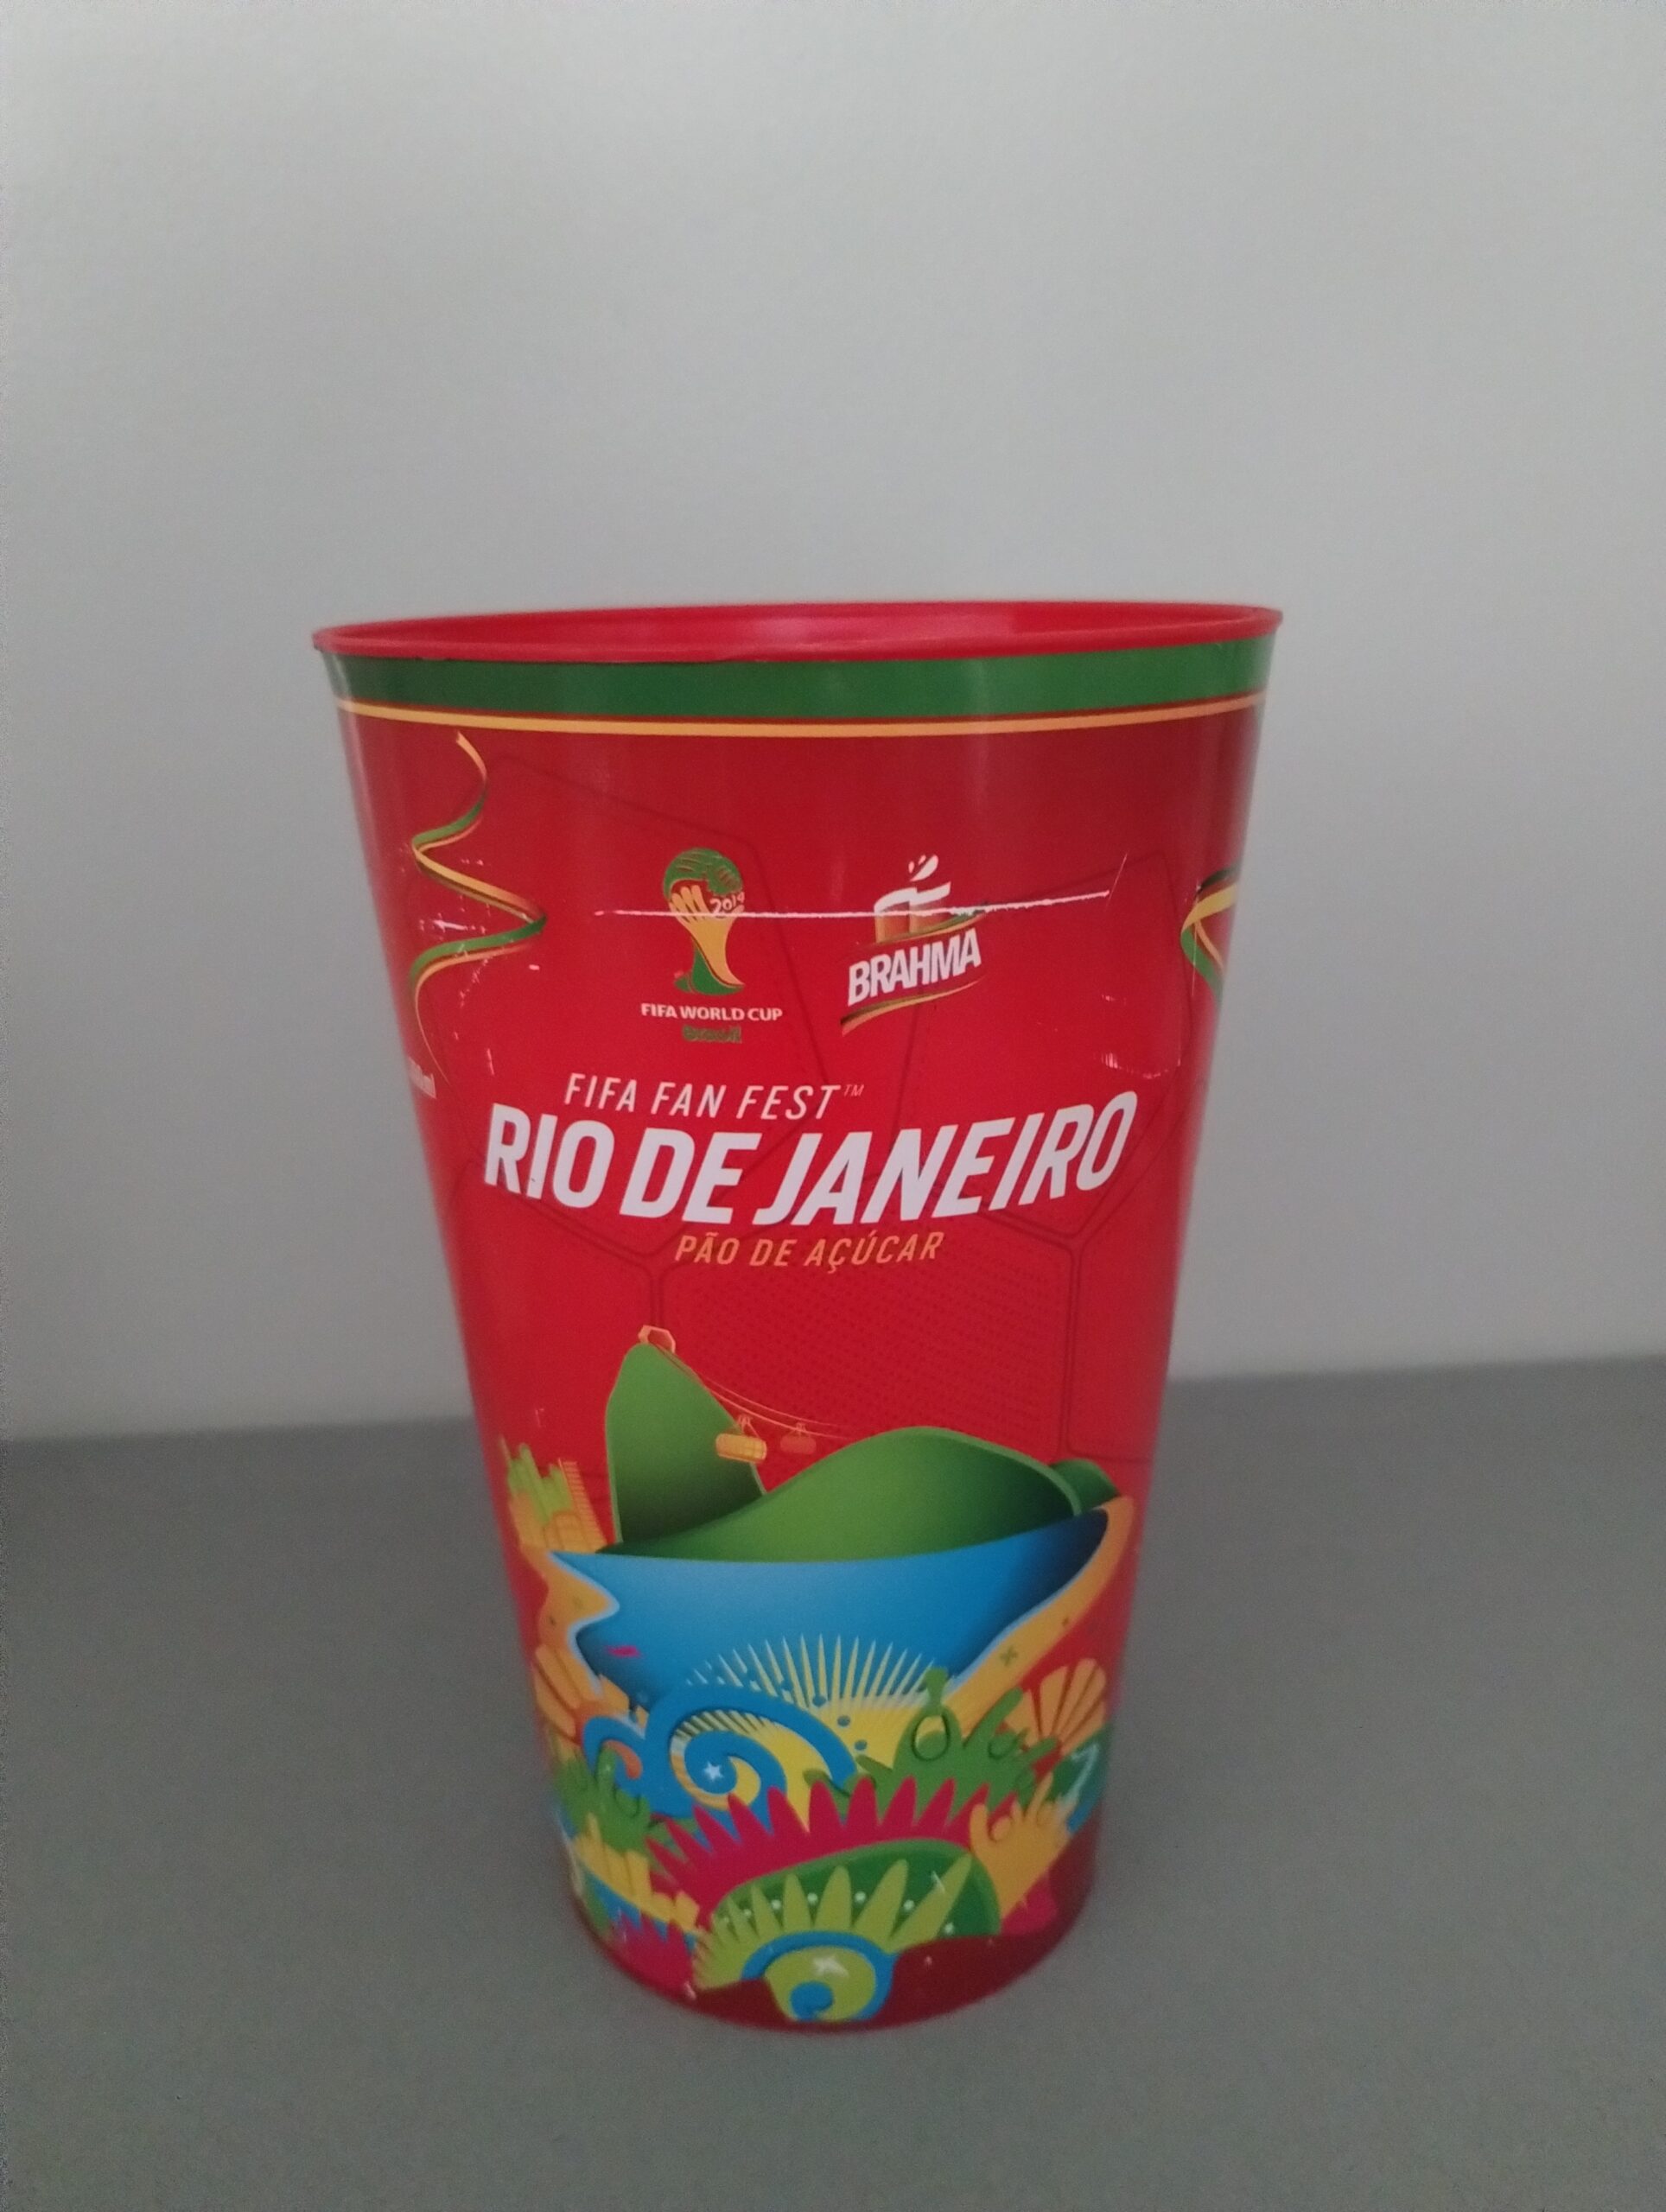 2014
FIFA WORLD CUP
Brasil
BRAHMA
FIFA FAN FEST™
RIO DE JANEIRO
PÃO DE AÇÚCAR